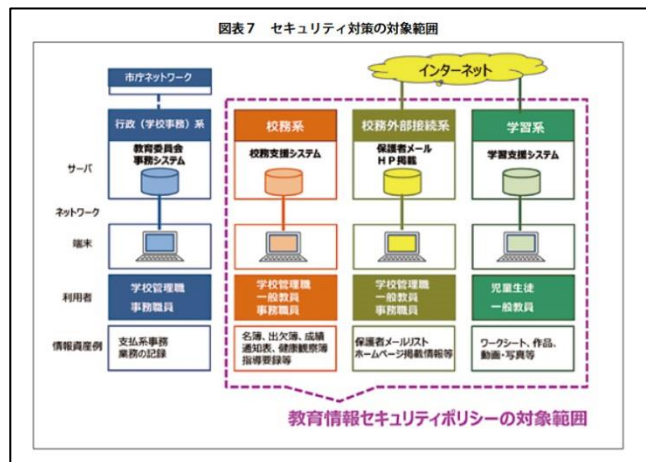 図表7 セキュリティ対策の対象範囲
市庁ネットワーク
インターネット
行政(学校事務)系
校務系
校務外部接続系
学習系
サーバ
教育委員会
事務システム
校務支援システム
保護者メール
HP掲載
学習支援システム
ネットワーク
端末
利用者
学校管理職
事務職員
学校管理職
一般教員
事務職員
学校管理職
一般教員
事務職員
児童生徒
一般教員
情報資産例
支払系事務
業務の記録
名簿、出欠簿、成績
通知表、健康観察簿
指導要録等
保護者メールリスト
ホームページ掲載情報等
ワークシート、作品、
動画・写真等
教育情報セキュリティポリシーの対象範囲